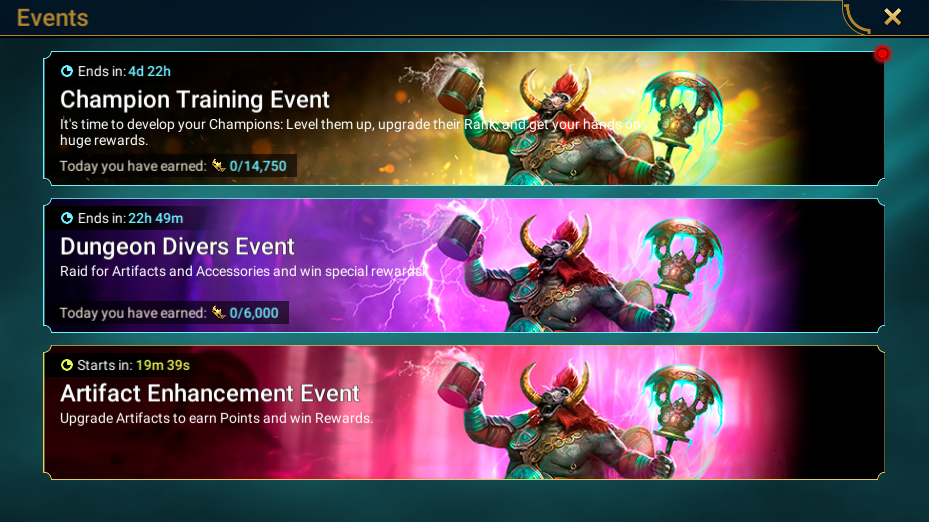 Events
Ends in: 4d 22h
Champion Training Event
It's time to develop your Champions: Level them up, upgrade their Rank, and get your hands on
huge rewards.
Today you have earned: 0/14,750
Ends in: 22h 49m
Dungeon Divers Event
Raid for Artifacts and Accessories and win special rewards!
Today you have earned: 0/6,000
Starts in: 19m 39s
Artifact Enhancement Event
Upgrade Artifacts to earn Points and win Rewards.